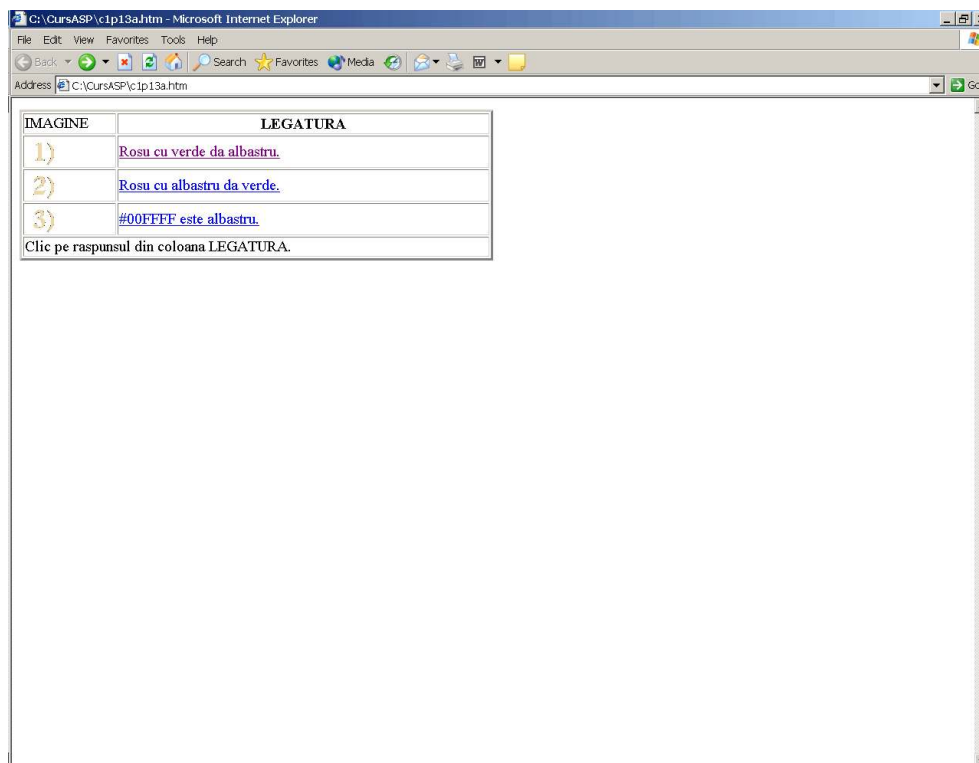 C:\CursASP\c1p13a.htm - Microsoft Internet Explorer
File Edit View Favorites Tools Help
Back Search Favorites Media
Address C:\CursASP\c1p13a.htm Go
IMAGINE LEGATURA
1) Rosu cu verde da albastru.
2) Rosu cu albastru da verde.
3) #00FFFF este albastru.
Clic pe raspunsul din coloana LEGATURA.